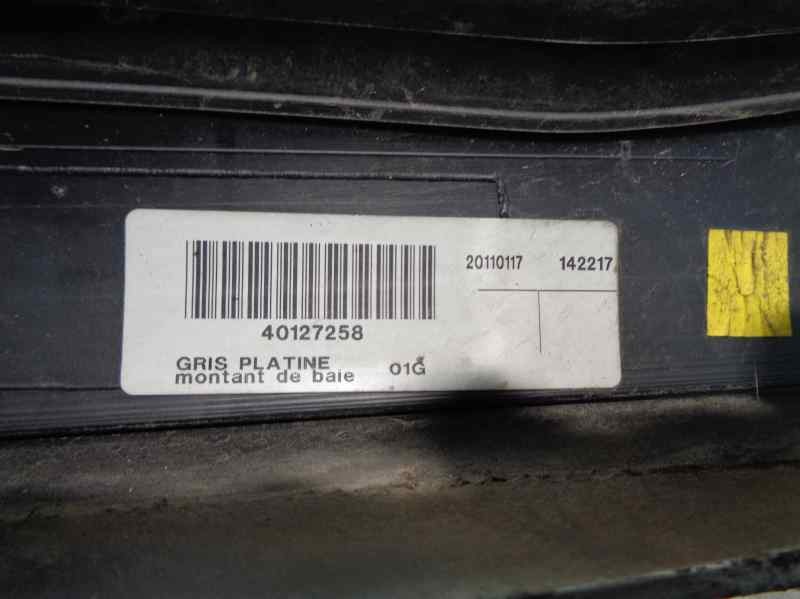 20110117 142217
40127258
GRIS PLATINE 01G
montant de baie